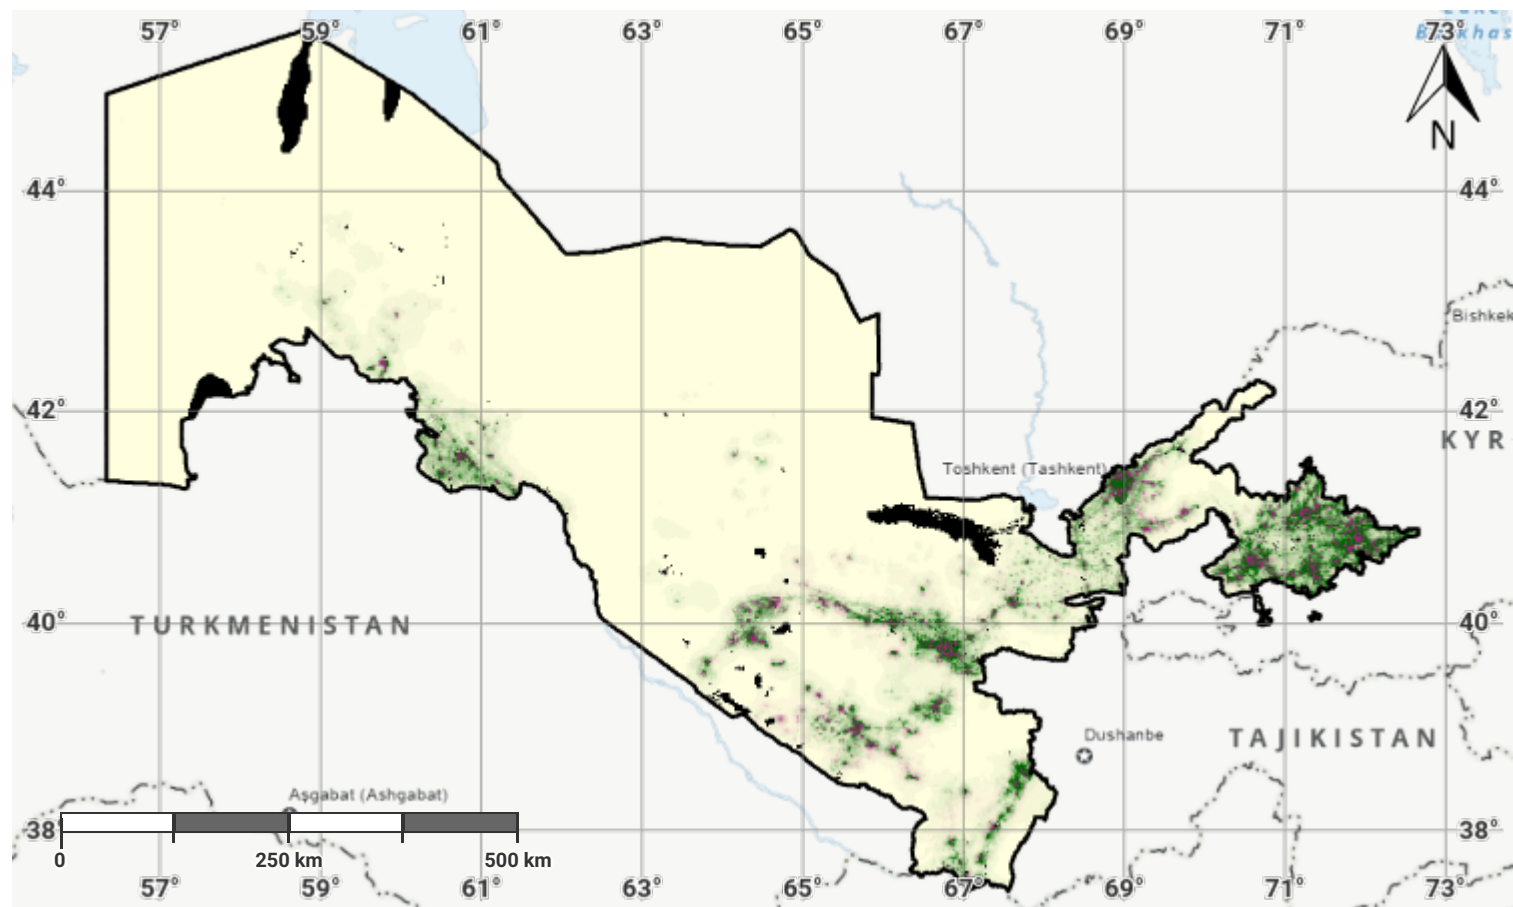 57° 59° 61° 63° 65° 67° 69° 71° 73°
N
44° 44°
Bishkek
42° 42°
KYR
Toshkent (Tashkent)
TURKMENISTAN
40° 40°
Dushanbe
TAJIKISTAN
Aşgabat (Ashgabat)
38° 38°
0 250 km 500 km
57° 59° 61° 63° 65° 67° 69° 71° 73°